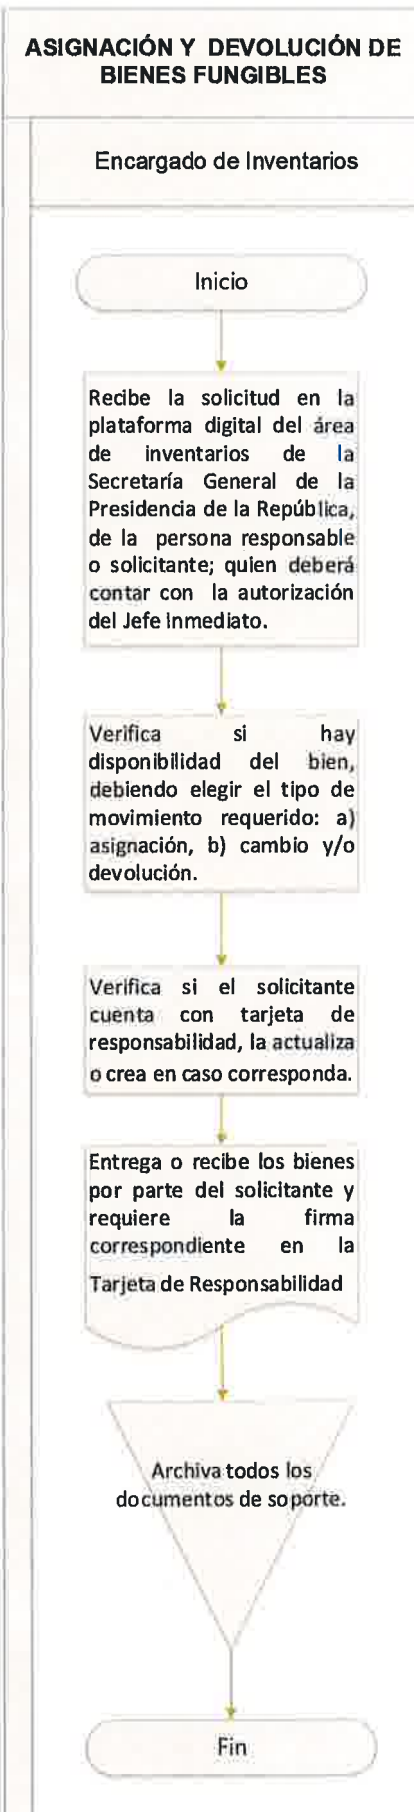 ASIGNACIÓN Y DEVOLUCIÓN DE
BIENES FUNGIBLES
Encargado de Inventarios
Inicio
Recibe la solicitud en la
plataforma digital del área
de inventarios de la
Secretaría General de la
Presidencia de la República,
de la persona responsable
o solicitante; quien deberá
contar con la autorización
del Jefe Inmediato.
Verifica si hay
disponibilidad del bien,
debiendo elegir el tipo de
movimiento requerido: a)
asignación, b) cambio y/o
devolución.
Verifica si el solicitante
cuenta con tarjeta de
responsabilidad, la actualiza
o crea en caso corresponda.
Entrega o recibe los bienes
por parte del solicitante y
requiere la firma
correspondiente en la
Tarjeta de Responsabilidad
Archiva todos los
documentos de soporte.
Fin